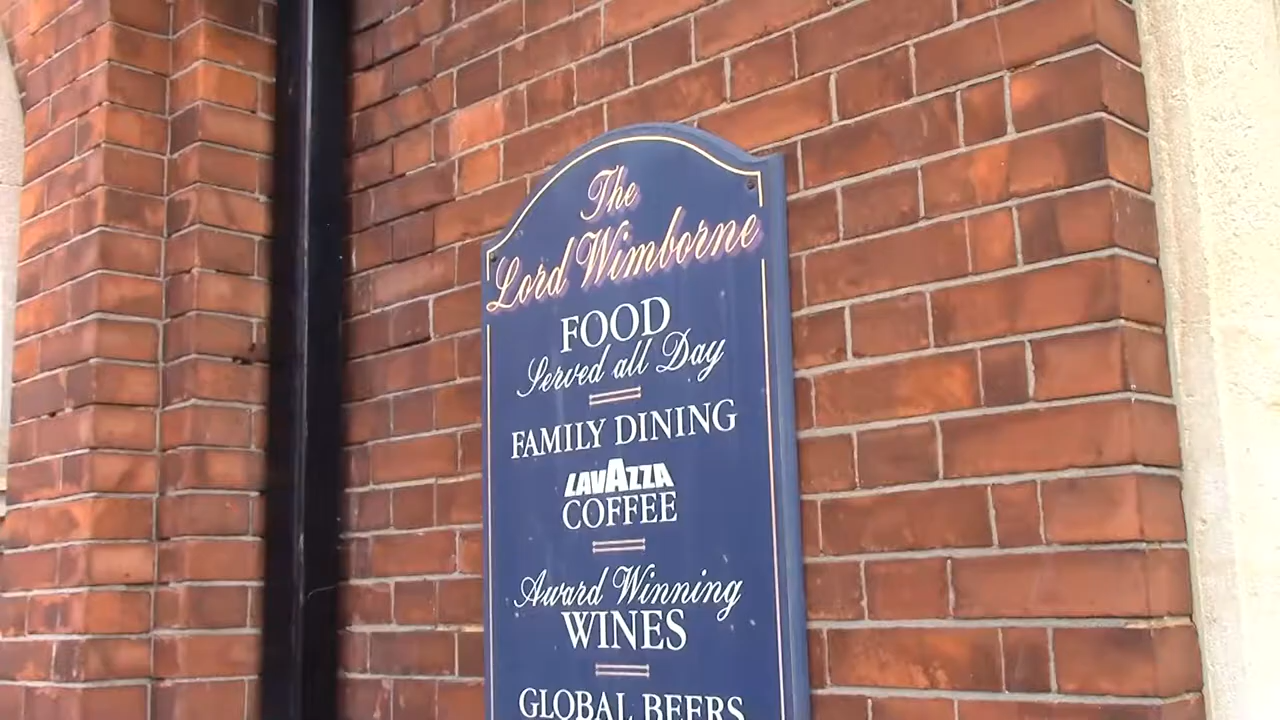 The
Lord Wimborne
FOOD
Served all Day
FAMILY DINING
LAVAZZA
COFFEE
Award Winning
WINES
GLOBAL BEERS